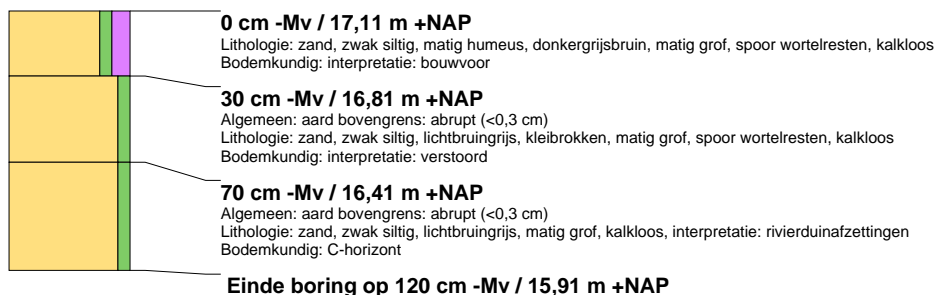 0 cm -Mv / 17,11 m +NAP
Lithologie: zand, zwak siltig, matig humeus, donkergrijsbruin, matig grof, spoor wortelresten, kalkloos
Bodemkundig: interpretatie: bouwvoor
30 cm -Mv / 16,81 m +NAP
Algemeen: aard bovengrens: abrupt (<0,3 cm)
Lithologie: zand, zwak siltig, lichtbruingrijs, kleibrokken, matig grof, spoor wortelresten, kalkloos
Bodemkundig: interpretatie: verstoord
70 cm -Mv / 16,41 m +NAP
Algemeen: aard bovengrens: abrupt (<0,3 cm)
Lithologie: zand, zwak siltig, lichtbruingrijs, matig grof, kalkloos, interpretatie: rivierduinafzettingen
Bodemkundig: C-horizont
Einde boring op 120 cm -Mv / 15,91 m +NAP